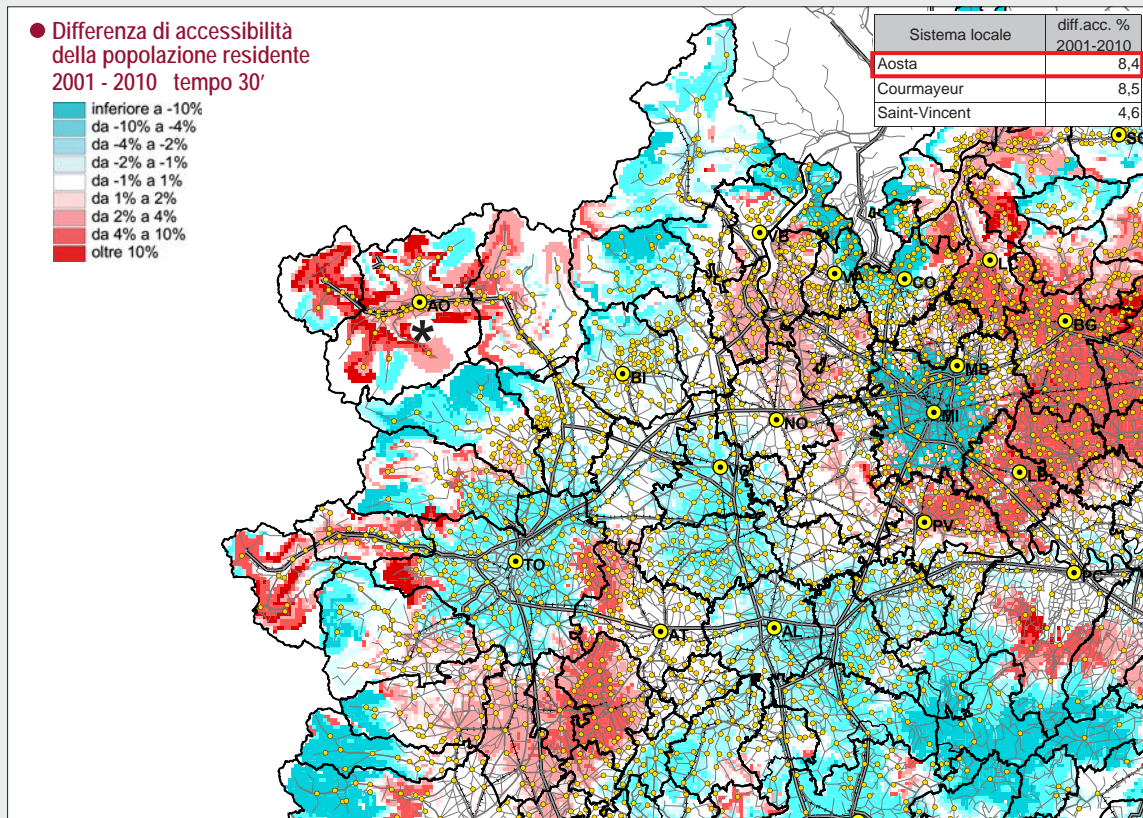 ● Differenza di accessibilità
della popolazione residente
2001 - 2010 tempo 30'
inferiore a -10%
da -10% a -4%
da -4% a -2%
da -2% a -1%
da -1% a 1%
da 1% a 2%
da 2% a 4%
da 4% a 10%
oltre 10%
Sistema locale diff.acc. %
2001-2010
Aosta 8,4
Courmayeur 8,5
Saint-Vincent 4,6
SO
VB
VA
CO
AO
*
BG
MB
BI
MI
NO
VC
PV
TO
AT
AL